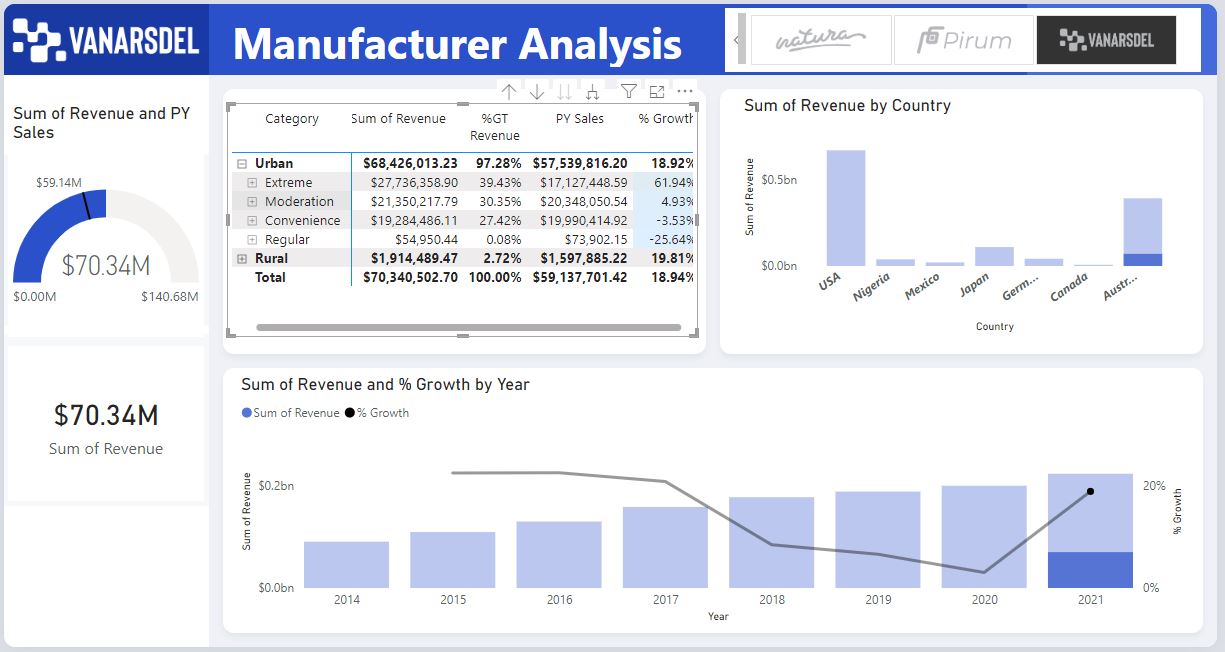 VANARSDEL
Manufacturer Analysis
natura
Pirum
VANARSDEL
Sum of Revenue and PY
Sales
$59.14M
$70.34M
$0.00M $140.68M
$70.34M
Sum of Revenue
Category Sum of Revenue %GT Revenue PY Sales % Growth
Urban $68,426,013.23 97.28% $57,539,816.20 18.92%
Extreme $27,736,358.90 39.43% $17,127,448.59 61.94%
Moderation $21,350,217.79 30.35% $20,348,050.54 4.93%
Convenience $19,284,486.11 27.42% $19,990,414.92 -3.53%
Regular $54,950.44 0.08% $73,902.15 -25.64%
Rural $1,914,489.47 2.72% $1,597,885.22 19.81%
Total $70,340,502.70 100.00% $59,137,701.42 18.94%
Sum of Revenue by Country
Sum of Revenue
$0.5bn
$0.0bn
USA Nigeria Mexico Japan Germ... Canada Austr...
Country
Sum of Revenue and % Growth by Year
Sum of Revenue % Growth
Sum of Revenue
$0.2bn
$0.0bn
20%
0%
% Growth
2014 2015 2016 2017 2018 2019 2020 2021
Year